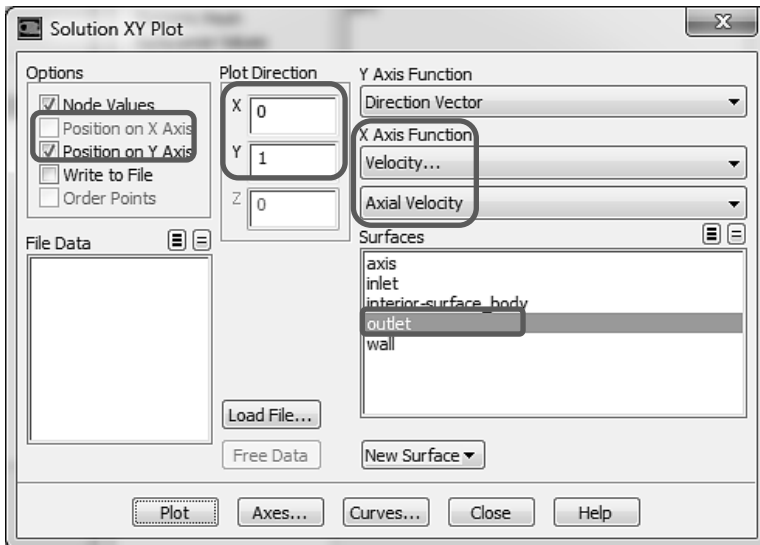 Solution XY Plot
Options
Node Values
Position on X Axis
Position on Y Axis
Write to File
Order Points
Plot Direction
X 0
Y 1
Z 0
Y Axis Function
Direction Vector
X Axis Function
Velocity...
Axial Velocity
File Data
Surfaces
axis
inlet
interior-surface_body
outlet
wall
Load File...
Free Data
New Surface
Plot
Axes...
Curves...
Close
Help